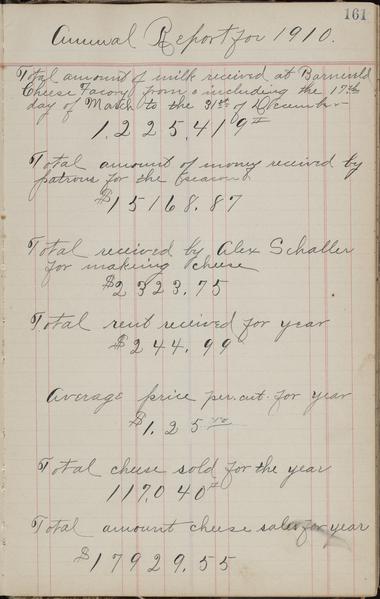 161
Annual Report for 1910.
Total amount of milk received at Barnveld
Cheese Facory from & including the 17th
day of March to the 31st of December
1,225,419#
Total amount of money received by
patrons for the season
$15168.87
Total received by Alex Schaller
for making cheese
$2323.75
Total rent received for year
$244.99
Average price per. cwt. for year
$1.25
Total cheese sold for the year
117,040#
Total amount cheese sales for year
$17929.55